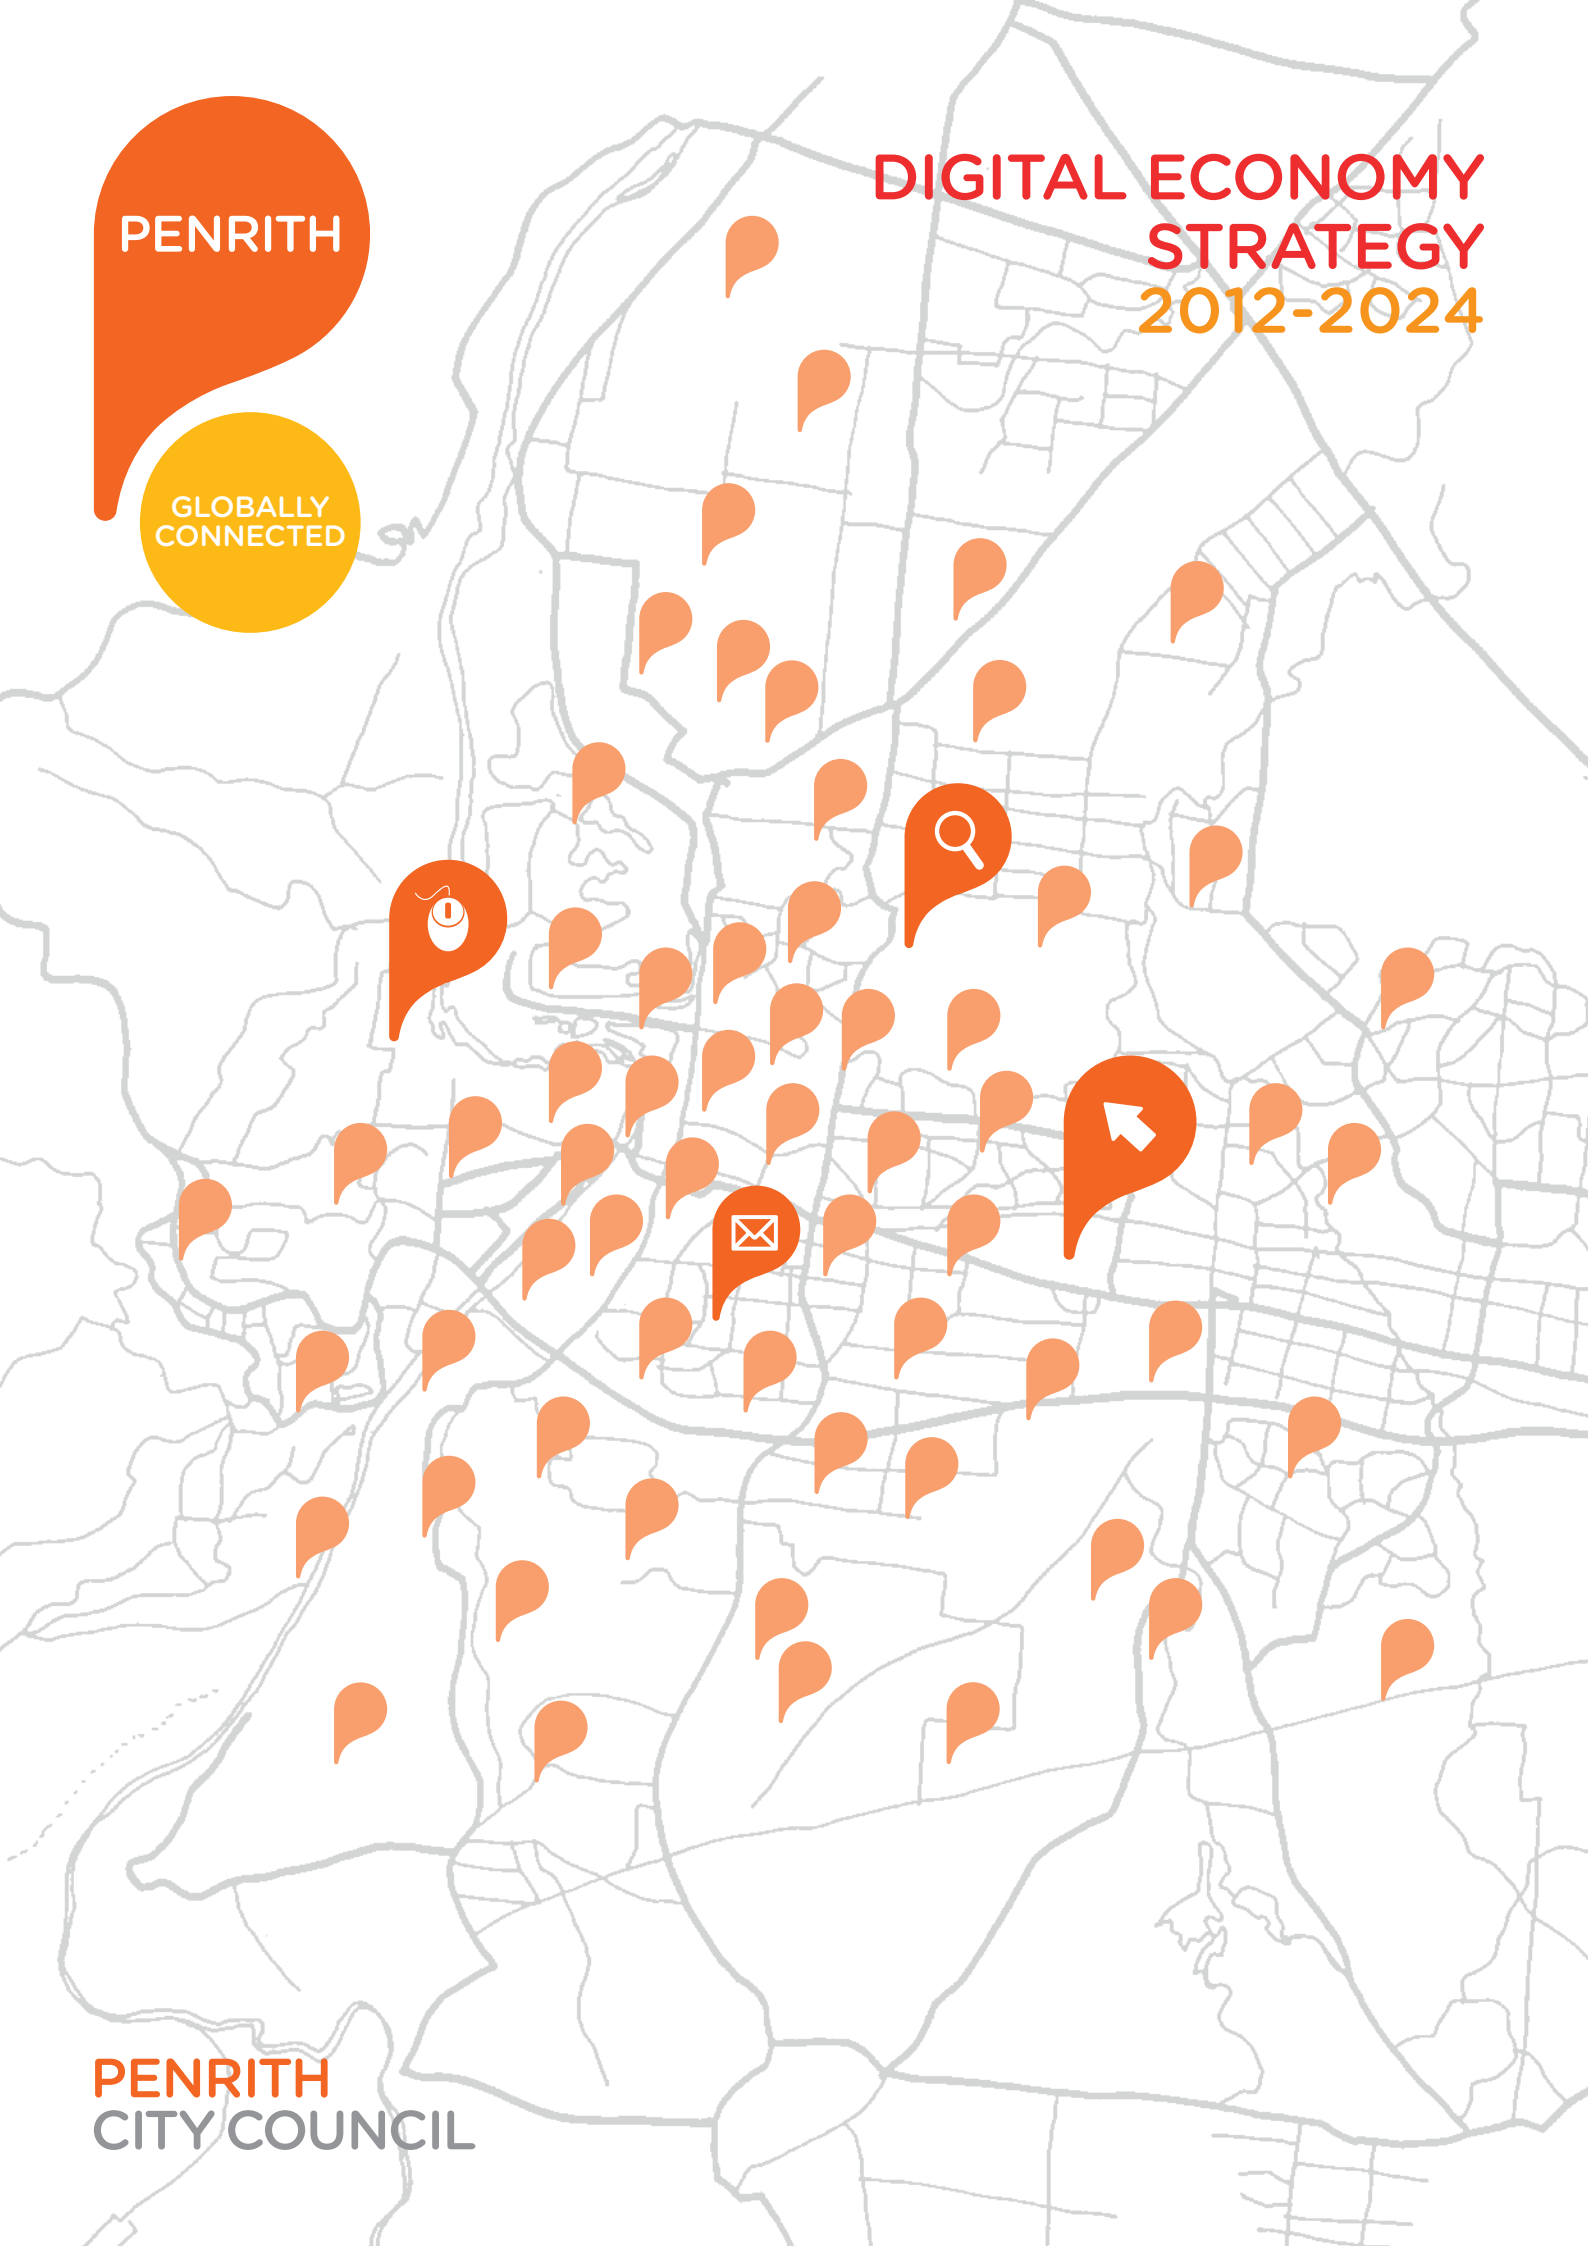 PENRITH
GLOBALLY
CONNECTED
DIGITAL ECONOMY
STRATEGY
2012-2024
PENRITH
CITY COUNCIL